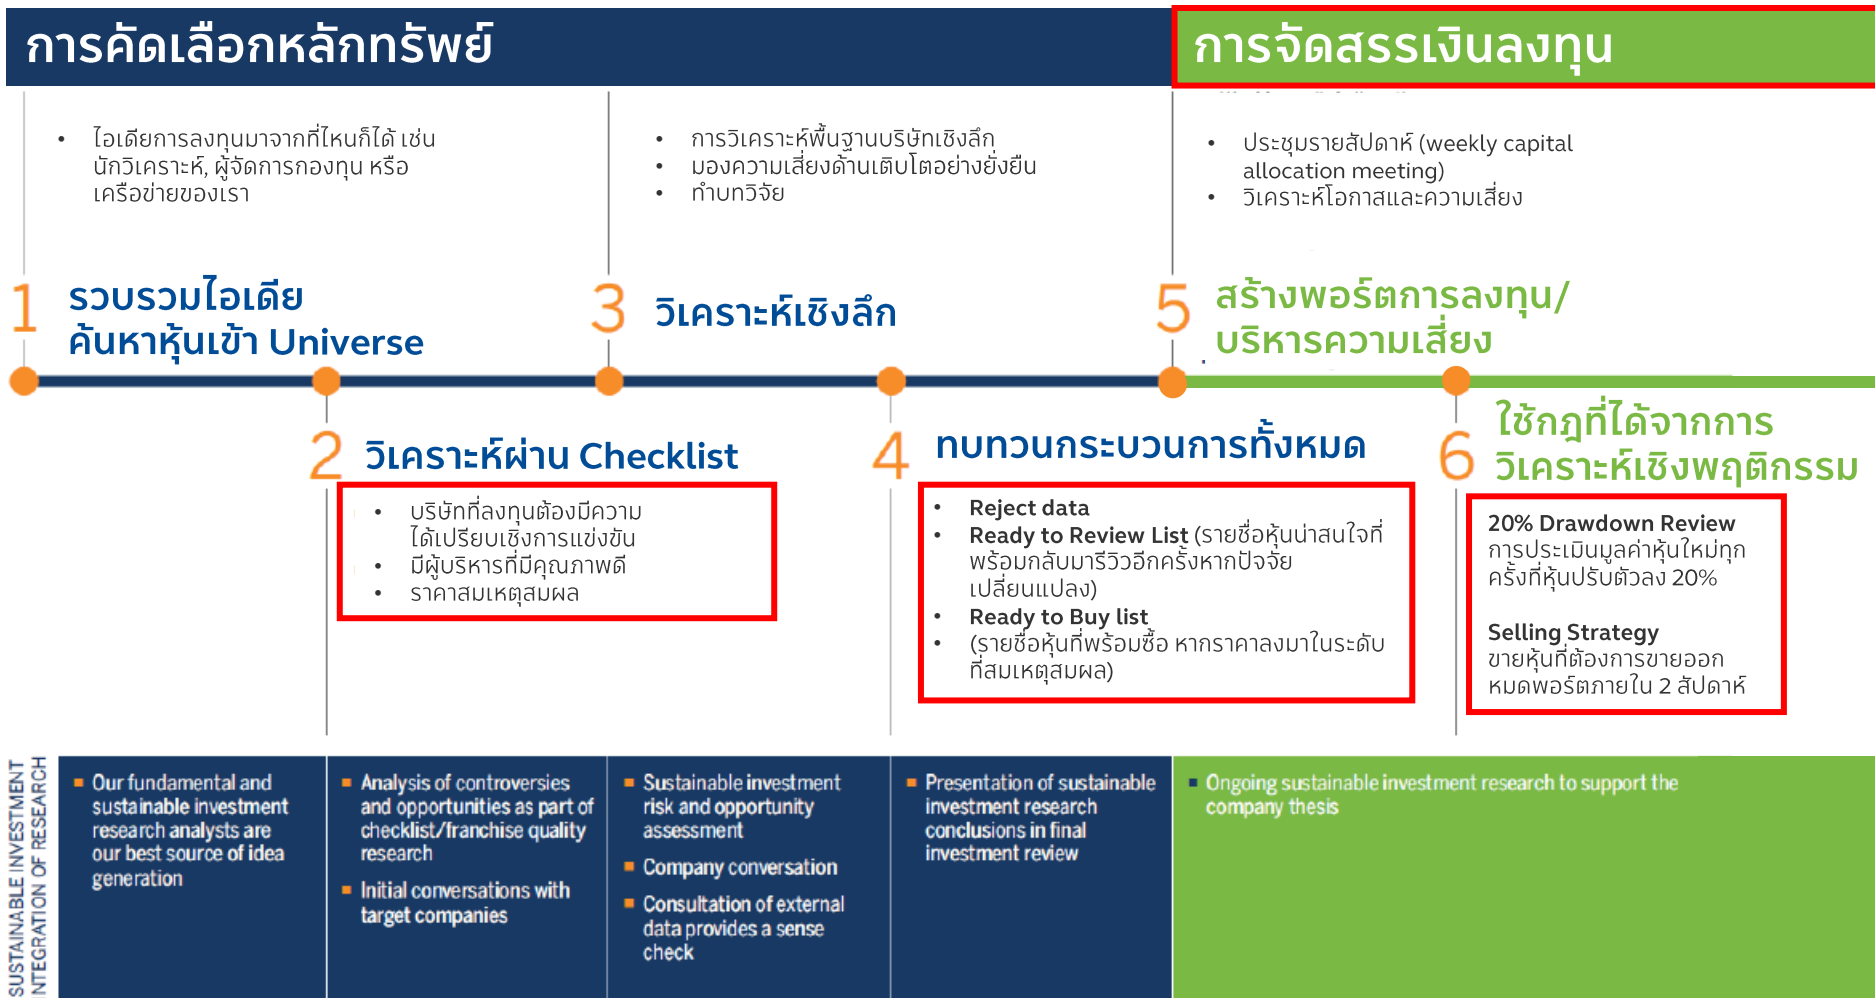 การคัดเลือกหลักทรัพย์
การจัดสรรเงินลงทุน
• ไอเดียการลงทุนมาจากที่ไหนก็ได้ เช่น
นักวิเคราะห์, ผู้จัดการกองทุน หรือ
เครือข่ายของเรา
• การวิเคราะห์พื้นฐานบริษัทเชิงลึก
• มองความเสี่ยงด้านเติบโตอย่างยั่งยืน
• ทำบทวิจัย
• ประชุมรายสัปดาห์ (weekly capital
allocation meeting)
• วิเคราะห์โอกาสและความเสี่ยง
1 รวบรวมไอเดีย
ค้นหาหุ้นเข้า Universe
3 วิเคราะห์เชิงลึก
5 สร้างพอร์ตการลงทุน/
บริหารความเสี่ยง
2 วิเคราะห์ผ่าน Checklist
• บริษัทที่ลงทุนต้องมีความ
ได้เปรียบเชิงการแข่งขัน
• มีผู้บริหารที่มีคุณภาพดี
• ราคาสมเหตุสมผล
4 ทบทวนกระบวนการทั้งหมด
• Reject data
• Ready to Review List (รายชื่อหุ้นน่าสนใจที่
พร้อมกลับมารีวิวอีกครั้งหากปัจจัย
เปลี่ยนแปลง)
• Ready to Buy list
• (รายชื่อหุ้นที่พร้อมซื้อ หากราคาลงมาในระดับ
ที่สมเหตุสมผล)
6 ใช้กฎที่ได้จากการ
วิเคราะห์เชิงพฤติกรรม
20% Drawdown Review
การประเมินมูลค่าหุ้นใหม่ทุก
ครั้งที่หุ้นปรับตัวลง 20%
Selling Strategy
ขายหุ้นที่ต้องการขายออก
หมดพอร์ตภายใน 2 สัปดาห์
SUSTAINABLE INVESTMENT
INTEGRATION OF RESEARCH
Our fundamental and
sustainable investment
research analysts are
our best source of idea
generation
Analysis of controversies
and opportunities as part of
checklist/franchise quality
research
Initial conversations with
target companies
Sustainable investment
risk and opportunity
assessment
Company conversation
Consultation of external
data provides a sense
check
Presentation of sustainable
investment research
conclusions in final
investment review
Ongoing sustainable investment research to support the
company thesis